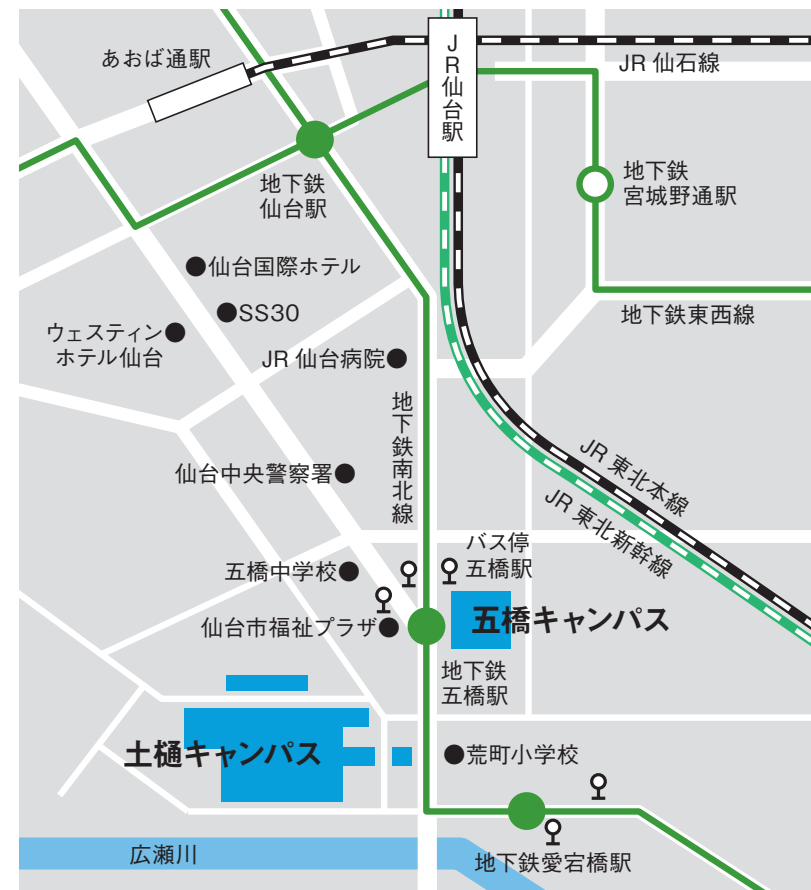 あおば通駅
JR仙台駅
JR 仙石線
地下鉄
仙台駅
地下鉄
宮城野通駅
仙台国際ホテル
SS30
地下鉄東西線
ウェスティン
ホテル仙台
JR 仙台病院
地下鉄南北線
JR 東北本線
JR 東北新幹線
仙台中央警察署
バス停
五橋駅
五橋中学校
仙台市福祉プラザ
五橋キャンパス
地下鉄
五橋駅
土樋キャンパス
荒町小学校
広瀬川
地下鉄愛宕橋駅